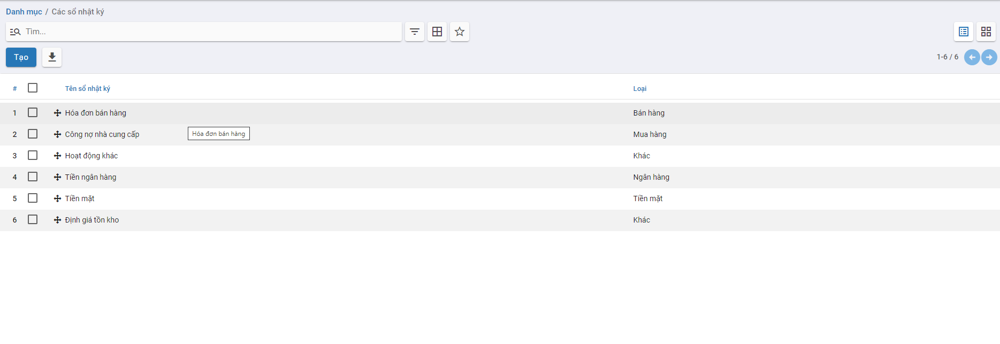 Danh mục / Các sổ nhật ký
Tìm...
Tạo
1-6 / 6
# Tên sổ nhật ký Loại
1 Hóa đơn bán hàng Bán hàng
2 Công nợ nhà cung cấp Hóa đơn bán hàng Mua hàng
3 Hoạt động khác Khác
4 Tiền ngân hàng Ngân hàng
5 Tiền mặt Tiền mặt
6 Định giá tồn kho Khác